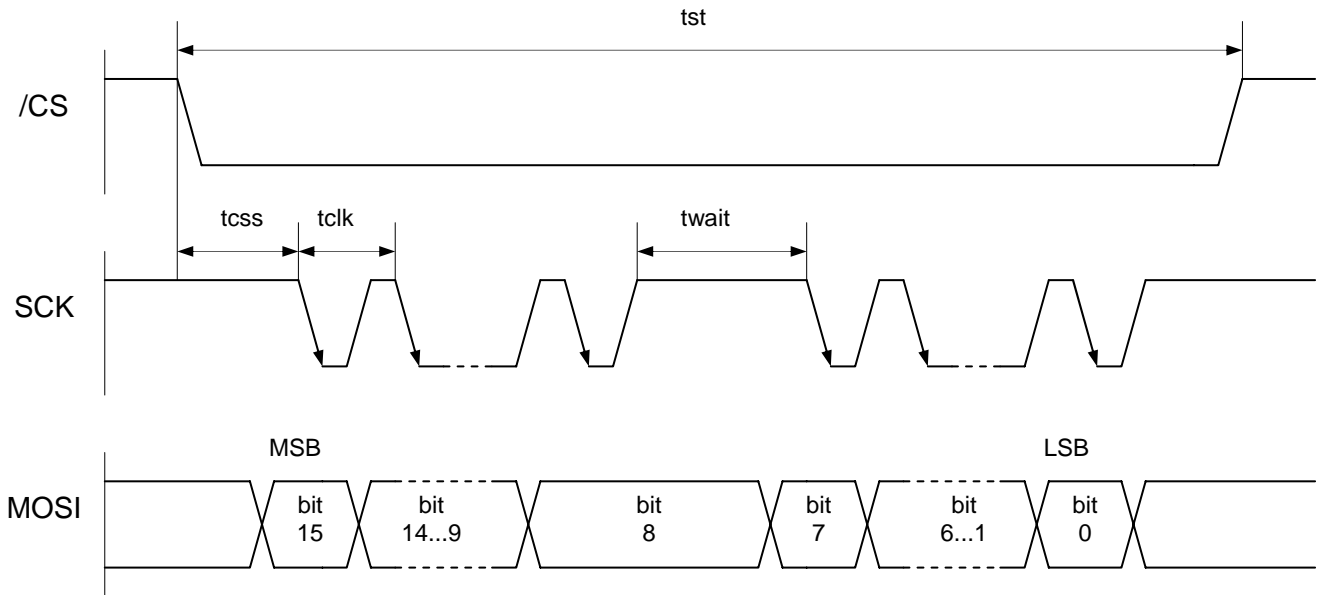 tst
/CS
tcss
tclk
twait
SCK
MSB
LSB
MOSI
bit
15
bit
14...9
bit
8
bit
7
bit
6...1
bit
0